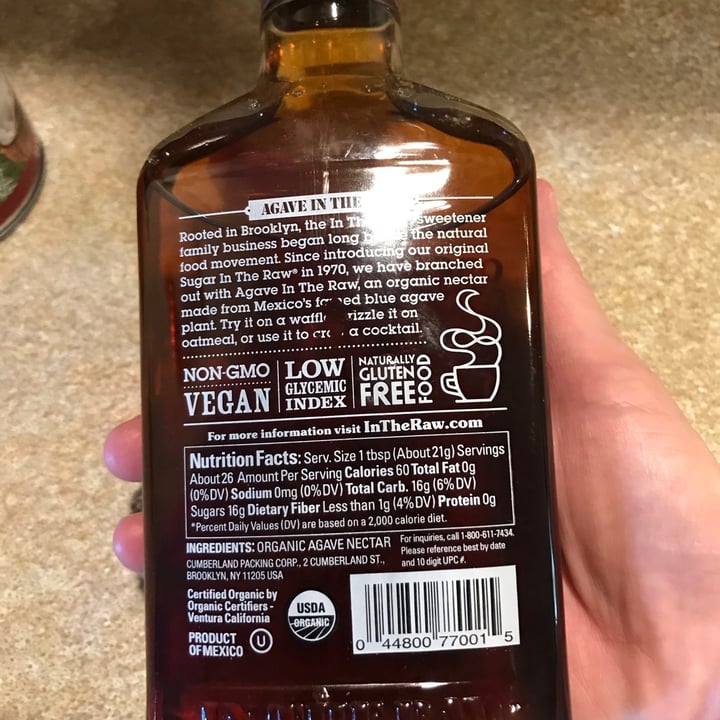 AGAVE IN THE
Rooted in Brooklyn, the In sweetener
family business began long the natural
food movement. Since introducing our original
Sugar In The Raw® in 1970, we have branched
out with Agave In The Raw, an organic nectar
made from Mexico's blue agave
plant. Try it on a it on
oatmeal, or use it to a cocktail.
NON-GMO
VEGAN
LOW
GLYCEMIC
INDEX
NATURALLY
GLUTEN
FREE
FOOD
For more information visit InTheRaw.com
Nutrition Facts: Serv. Size 1 tbsp (About 21g) Servings
About 26 Amount Per Serving Calories 60 Total Fat 0g
(0% DV) Sodium 0mg (0% DV) Total Carb. 16g (6% DV)
Sugars 16g Dietary Fiber Less than 1g (4% DV) Protein 0g
*Percent Daily Values (DV) are based on a 2,000 calorie diet.
INGREDIENTS: ORGANIC AGAVE NECTAR
CUMBERLAND PACKING CORP., 2 CUMBERLAND ST.,
BROOKLYN, NY 11205 USA
For inquiries, call 1-800-611-7434.
Please reference best by date
and 10 digit UPC #.
Certified Organic by
Organic Certifiers -
Ventura California
PRODUCT
OF MEXICO
U
USDA
ORGANIC
0 44800 77001 5